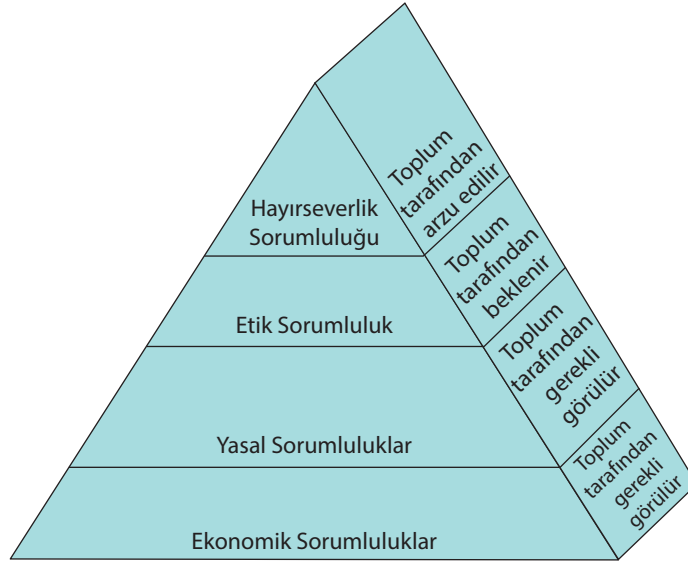 Hayırseverlik
Sorumluluğu
Toplum
tarafından
arzu edilir
Etik Sorumluluk
Toplum
tarafından
beklenir
Yasal Sorumluluklar
Toplum
tarafından
gerekli
görülür
Ekonomik Sorumluluklar
Toplum
tarafından
gerekli
görülür